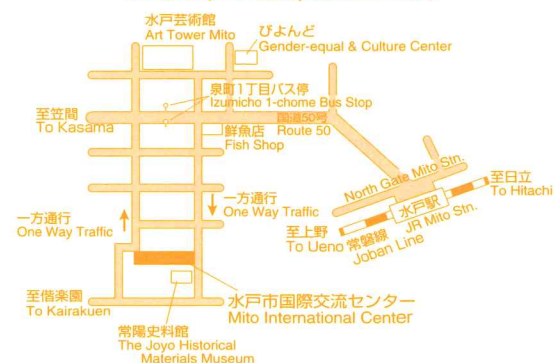 水戸芸術館
Art Tower Mito
びよんど
Gender-equal & Culture Center
泉町1丁目バス停
Izumicho 1-chome Bus Stop
至笠間
To Kasama
国道50号
Route 50
鮮魚店
Fish Shop
North Gate Mito Stn.
至日立
To Hitachi
水戸駅
JR Mito Stn.
一方通行
One Way Traffic
一方通行
One Way Traffic
至上野
To Ueno
常磐線
Joban Line
至偕楽園
To Kairakuen
水戸市国際交流センター
Mito International Center
常陽史料館
The Joyo Historical
Materials Museum